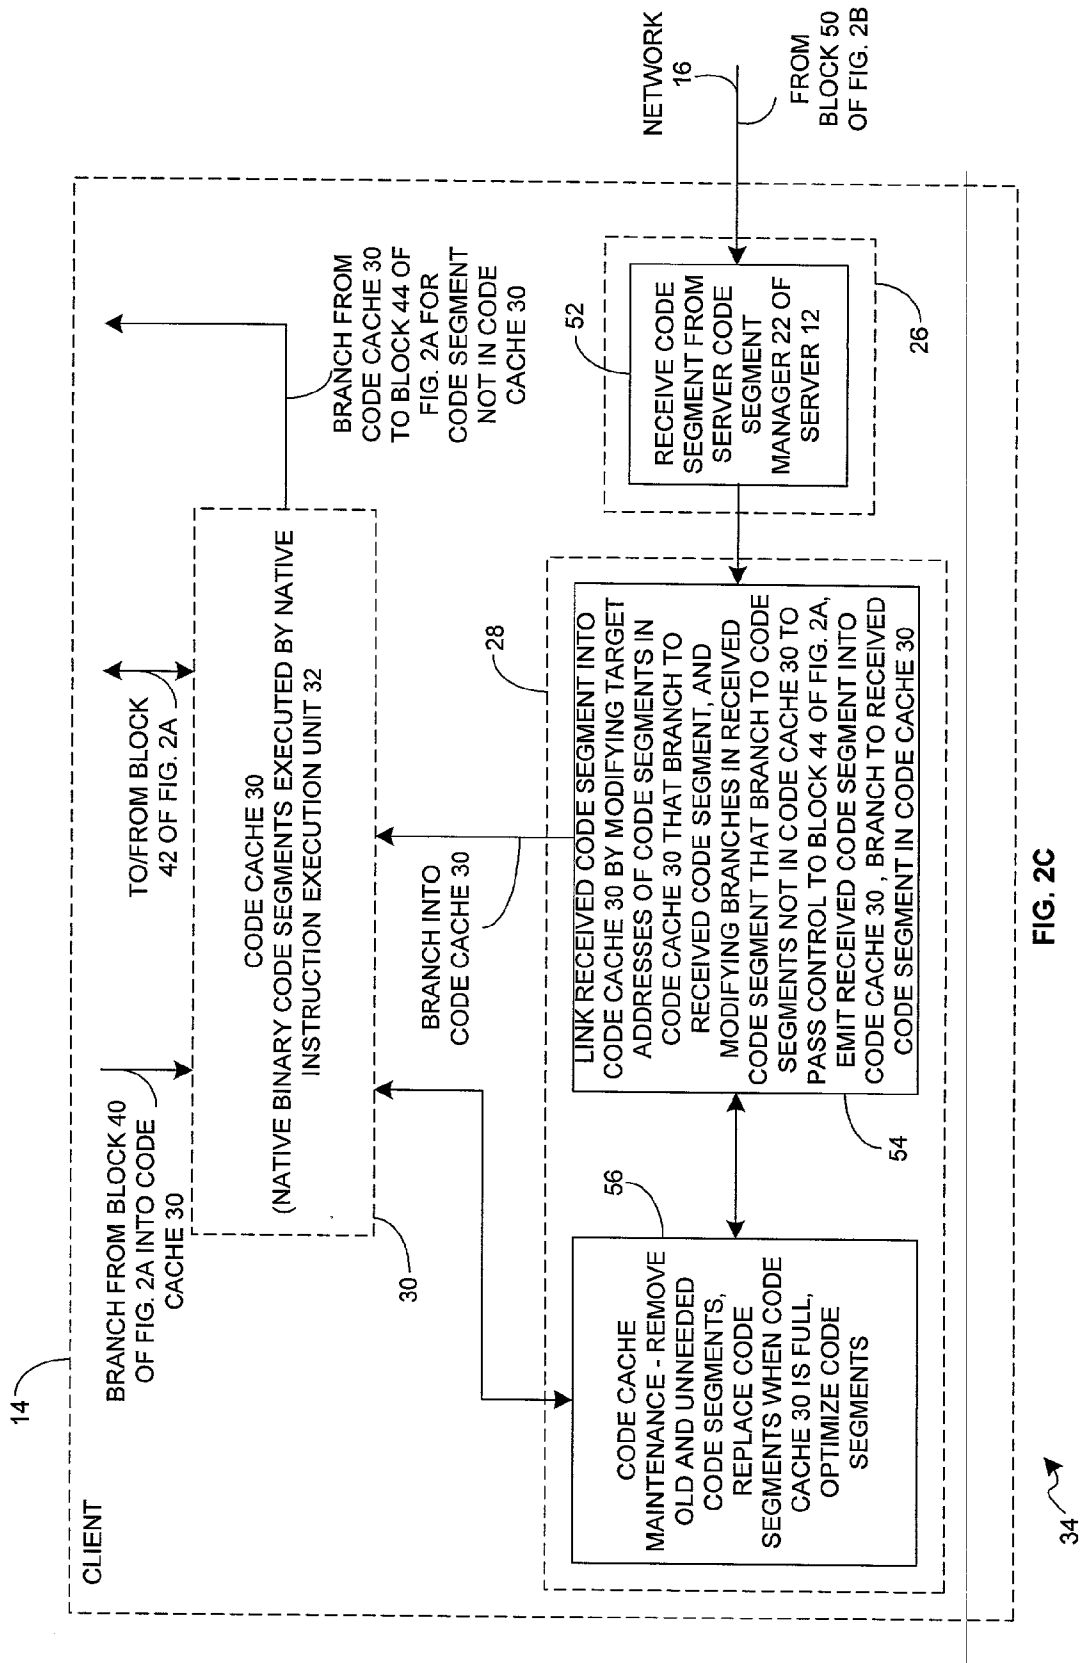 14
CLIENT
BRANCH FROM BLOCK 40
OF FIG. 2A INTO CODE
CACHE 30
TO/FROM BLOCK
42 OF FIG. 2A
BRANCH FROM
CODE CACHE 30
TO BLOCK 44 OF
FIG. 2A FOR
CODE SEGMENT
NOT IN CODE
CACHE 30
CODE CACHE 30
(NATIVE BINARY CODE SEGMENTS EXECUTED BY NATIVE
INSTRUCTION EXECUTION UNIT 32
30
BRANCH INTO
CODE CACHE 30
28
52
NETWORK
16
FROM
BLOCK 50
OF FIG. 2B
56
CODE CACHE
MAINTENANCE - REMOVE
OLD AND UNNEEDED
CODE SEGMENTS,
REPLACE CODE
SEGMENTS WHEN CODE
CACHE 30 IS FULL,
OPTIMIZE CODE
SEGMENTS
LINK RECEIVED CODE SEGMENT INTO
CODE CACHE 30 BY MODIFYING TARGET
ADDRESSES OF CODE SEGMENTS IN
CODE CACHE 30 THAT BRANCH TO
RECEIVED CODE SEGMENT, AND
MODIFYING BRANCHES IN RECEIVED
CODE SEGMENT THAT BRANCH TO CODE
SEGMENTS NOT IN CODE CACHE 30 TO
PASS CONTROL TO BLOCK 44 OF FIG. 2A,
EMIT RECEIVED CODE SEGMENT INTO
CODE CACHE 30 , BRANCH TO RECEIVED
CODE SEGMENT IN CODE CACHE 30
54
RECEIVE CODE
SEGMENT FROM
SERVER CODE
SEGMENT
MANAGER 22 OF
SERVER 12
26
34
FIG. 2C